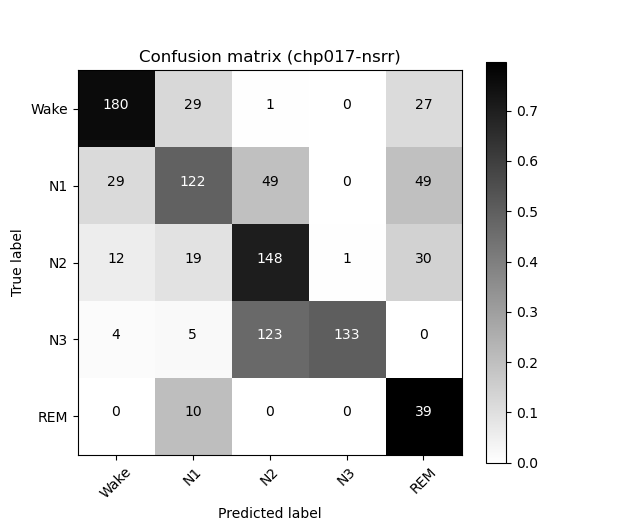 Confusion matrix (chp017-nsrr)
True label
Wake 180 29 1 0 27
N1 29 122 49 0 49
N2 12 19 148 1 30
N3 4 5 123 133 0
REM 0 10 0 0 39
Wake N1 N2 N3 REM
Predicted label
0.7
0.6
0.5
0.4
0.3
0.2
0.1
0.0